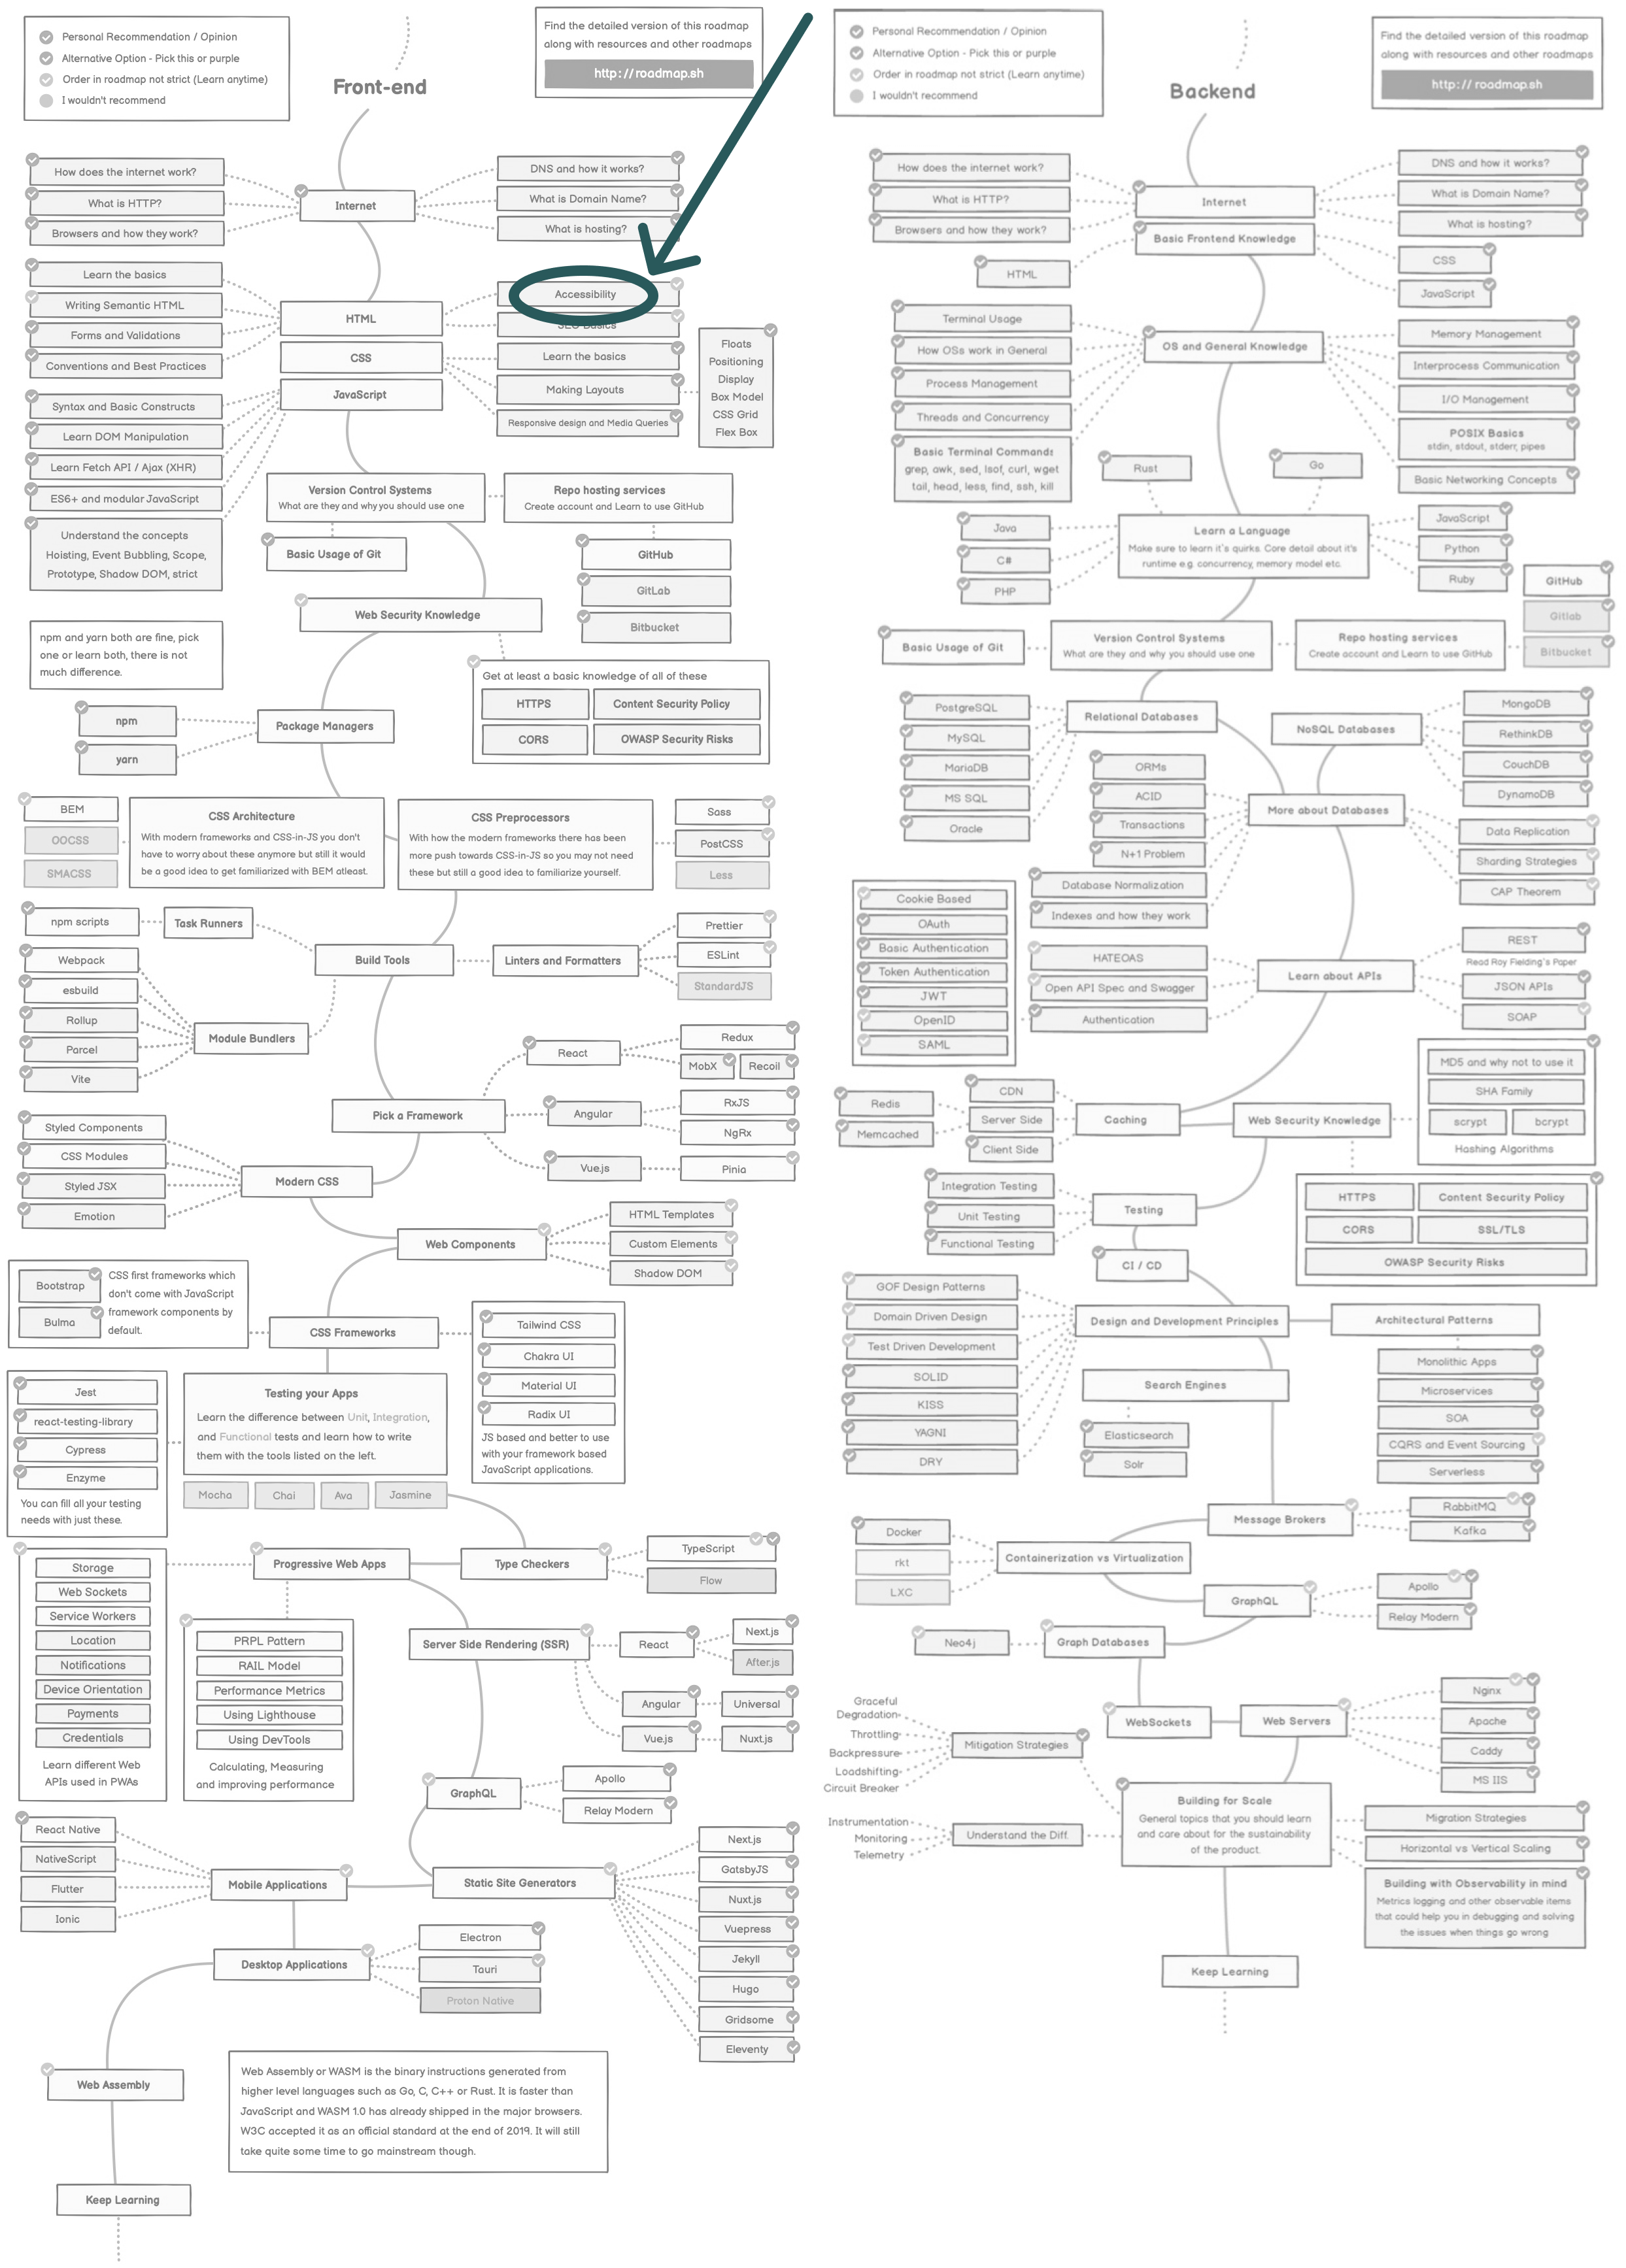 Personal Recommendation / Opinion
Alternative Option - Pick this or purple
Order in roadmap not strict (Learn anytime)
I wouldn't recommend
Front-end
Find the detailed version of this roadmap
along with resources and other roadmaps
http://roadmap.sh
How does the internet work?
What is HTTP?
Browsers and how they work?
Internet
DNS and how it works?
What is Domain Name?
What is hosting?
Learn the basics
Writing Semantic HTML
Forms and Validations
Conventions and Best Practices
HTML
CSS
JavaScript
Accessibility
SEO Basics
Learn the basics
Making Layouts
Responsive design and Media Queries
Floats
Positioning
Display
Box Model
CSS Grid
Flex Box
Syntax and Basic Constructs
Learn DOM Manipulation
Learn Fetch API / Ajax (XHR)
ES6+ and modular JavaScript
Understand the concepts
Hoisting, Event Bubbling, Scope,
Prototype, Shadow DOM, strict
Version Control Systems
What are they and why you should use one
Repo hosting services
Create account and Learn to use GitHub
Basic Usage of Git
GitHub
GitLab
Bitbucket
Web Security Knowledge
Get at least a basic knowledge of all of these
HTTPS
Content Security Policy
CORS
OWASP Security Risks
npm and yarn both are fine, pick
one or learn both, there is not
much difference.
npm
yarn
Package Managers
BEM
OOCSS
SMACSS
CSS Architecture
With modern frameworks and CSS-in-JS you don't
have to worry about these anymore but still it would
be a good idea to get familiarized with BEM atleast.
CSS Preprocessors
With how the modern frameworks there has been
more push towards CSS-in-JS so you may not need
these but still a good idea to familiarize yourself.
Sass
PostCSS
Less
npm scripts
Task Runners
Build Tools
Linters and Formatters
Prettier
ESLint
StandardJS
Webpack
esbuild
Rollup
Parcel
Vite
Module Bundlers
Pick a Framework
React
Redux
MobX
Recoil
Angular
RxJS
NgRx
Vue.js
Pinia
Styled Components
CSS Modules
Styled JSX
Emotion
Modern CSS
Web Components
HTML Templates
Custom Elements
Shadow DOM
Bootstrap
Bulma
CSS first frameworks which
don't come with JavaScript
framework components by
default.
CSS Frameworks
Tailwind CSS
Chakra UI
Material UI
Radix UI
JS based and better to use
with your framework based
JavaScript applications.
Jest
react-testing-library
Cypress
Enzyme
You can fill all your testing
needs with just these.
Testing your Apps
Learn the difference between Unit, Integration,
and Functional tests and learn how to write
them with the tools listed on the left.
Mocha
Chai
Ava
Jasmine
Progressive Web Apps
Type Checkers
TypeScript
Flow
Storage
Web Sockets
Service Workers
Location
Notifications
Device Orientation
Payments
Credentials
Learn different Web
APIs used in PWAs
PRPL Pattern
RAIL Model
Performance Metrics
Using Lighthouse
Using DevTools
Calculating, Measuring
and improving performance
Server Side Rendering (SSR)
React
Next.js
After.js
Angular
Universal
Vue.js
Nuxt.js
GraphQL
Apollo
Relay Modern
React Native
NativeScript
Flutter
Ionic
Mobile Applications
Static Site Generators
Next.js
GatsbyJS
Nuxt.js
Vuepress
Jekyll
Hugo
Gridsome
Eleventy
Desktop Applications
Electron
Tauri
Proton Native
Web Assembly
Web Assembly or WASM is the binary instructions generated from
higher level languages such as Go, C, C++ or Rust. It is faster than
JavaScript and WASM 1.0 has already shipped in the major browsers.
W3C accepted it as an official standard at the end of 2019. It will still
take quite some time to go mainstream though.
Keep Learning
Personal Recommendation / Opinion
Alternative Option - Pick this or purple
Order in roadmap not strict (Learn anytime)
I wouldn't recommend
Backend
Find the detailed version of this roadmap
along with resources and other roadmaps
http://roadmap.sh
How does the internet work?
What is HTTP?
Browsers and how they work?
HTML
Internet
Basic Frontend Knowledge
DNS and how it works?
What is Domain Name?
What is hosting?
CSS
JavaScript
Terminal Usage
How OSs work in General
Process Management
Threads and Concurrency
Basic Terminal Commands
grep, awk, sed, lsof, curl, wget
tail, head, less, find, ssh, kill
OS and General Knowledge
Memory Management
Interprocess Communication
I/O Management
POSIX Basics
stdin, stdout, stderr, pipes
Basic Networking Concepts
Rust
Go
Java
C#
PHP
Learn a Language
Make sure to learn it's quirks. Core detail about it's
runtime e.g. concurrency, memory model etc.
JavaScript
Python
Ruby
Basic Usage of Git
Version Control Systems
What are they and why you should use one
Repo hosting services
Create account and Learn to use GitHub
GitHub
Gitlab
Bitbucket
PostgreSQL
MySQL
MariaDB
MS SQL
Oracle
Relational Databases
NoSQL Databases
MongoDB
RethinkDB
CouchDB
DynamoDB
ORMs
ACID
Transactions
N+1 Problem
Database Normalization
Indexes and how they work
More about Databases
Data Replication
Sharding Strategies
CAP Theorem
Cookie Based
OAuth
Basic Authentication
Token Authentication
JWT
OpenID
SAML
HATEOAS
Open API Spec and Swagger
Authentication
Learn about APIs
REST
Read Roy Fielding's Paper
JSON APIs
SOAP
Redis
Memcached
CDN
Server Side
Client Side
Caching
Web Security Knowledge
MD5 and why not to use it
SHA Family
scrypt
bcrypt
Hashing Algorithms
HTTPS
Content Security Policy
CORS
SSL/TLS
OWASP Security Risks
Integration Testing
Unit Testing
Functional Testing
Testing
CI / CD
GOF Design Patterns
Domain Driven Design
Test Driven Development
SOLID
KISS
YAGNI
DRY
Design and Development Principles
Architectural Patterns
Monolithic Apps
Microservices
SOA
CQRS and Event Sourcing
Serverless
Search Engines
Elasticsearch
Solr
Message Brokers
RabbitMQ
Kafka
Docker
rkt
LXC
Containerization vs Virtualization
GraphQL
Apollo
Relay Modern
Neo4j
Graph Databases
WebSockets
Web Servers
Nginx
Apache
Caddy
MS IIS
Graceful
Degradation
Throttling
Backpressure
Loadshifting
Circuit Breaker
Mitigation Strategies
Instrumentation
Monitoring
Telemetry
Understand the Diff.
Building for Scale
General topics that you should learn
and care about for the sustainability
of the product.
Migration Strategies
Horizontal vs Vertical Scaling
Building with Observability in mind
Metrics logging and other observable items
that could help you in debugging and solving
the issues when things go wrong
Keep Learning